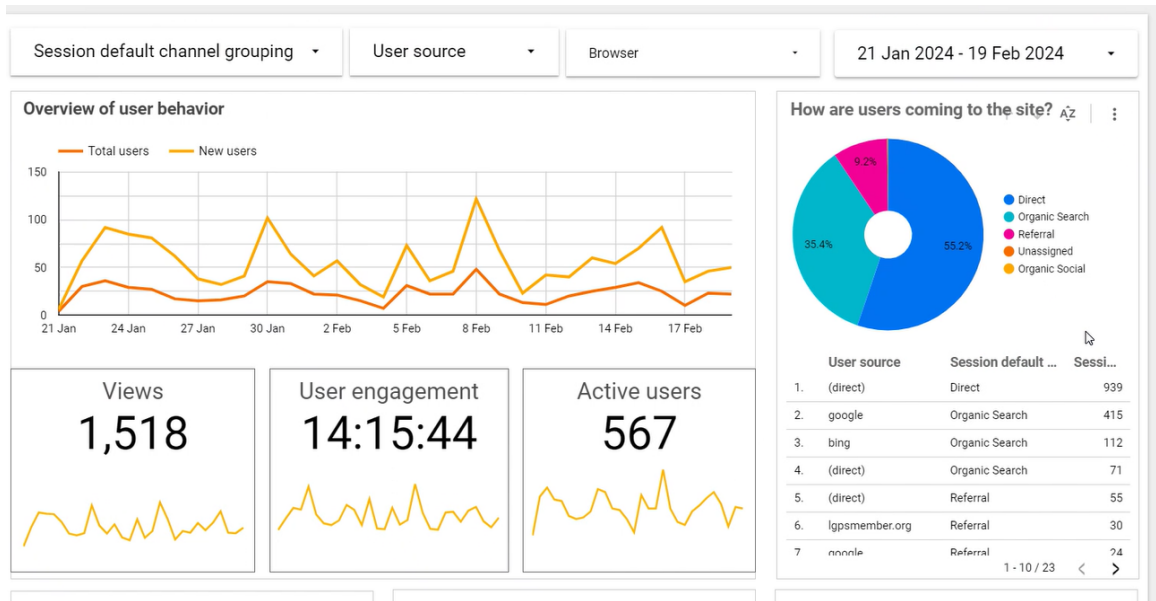 Session default channel grouping
User source
Browser
21 Jan 2024 - 19 Feb 2024
Overview of user behavior
Total users New users
150
100
50
0
21 Jan 24 Jan 27 Jan 30 Jan 2 Feb 5 Feb 8 Feb 11 Feb 14 Feb 17 Feb
Views
1,518
User engagement
14:15:44
Active users
567
How are users coming to the site?
AZ
9.2%
35.4%
55.2%
Direct
Organic Search
Referral
Unassigned
Organic Social
User source Session default ... Sessi...
1. (direct) Direct 939
2. google Organic Search 415
3. bing Organic Search 112
4. (direct) Organic Search 71
5. (direct) Referral 55
6. lgpsmember.org Referral 30
7. google Referral 24
1 - 10 / 23